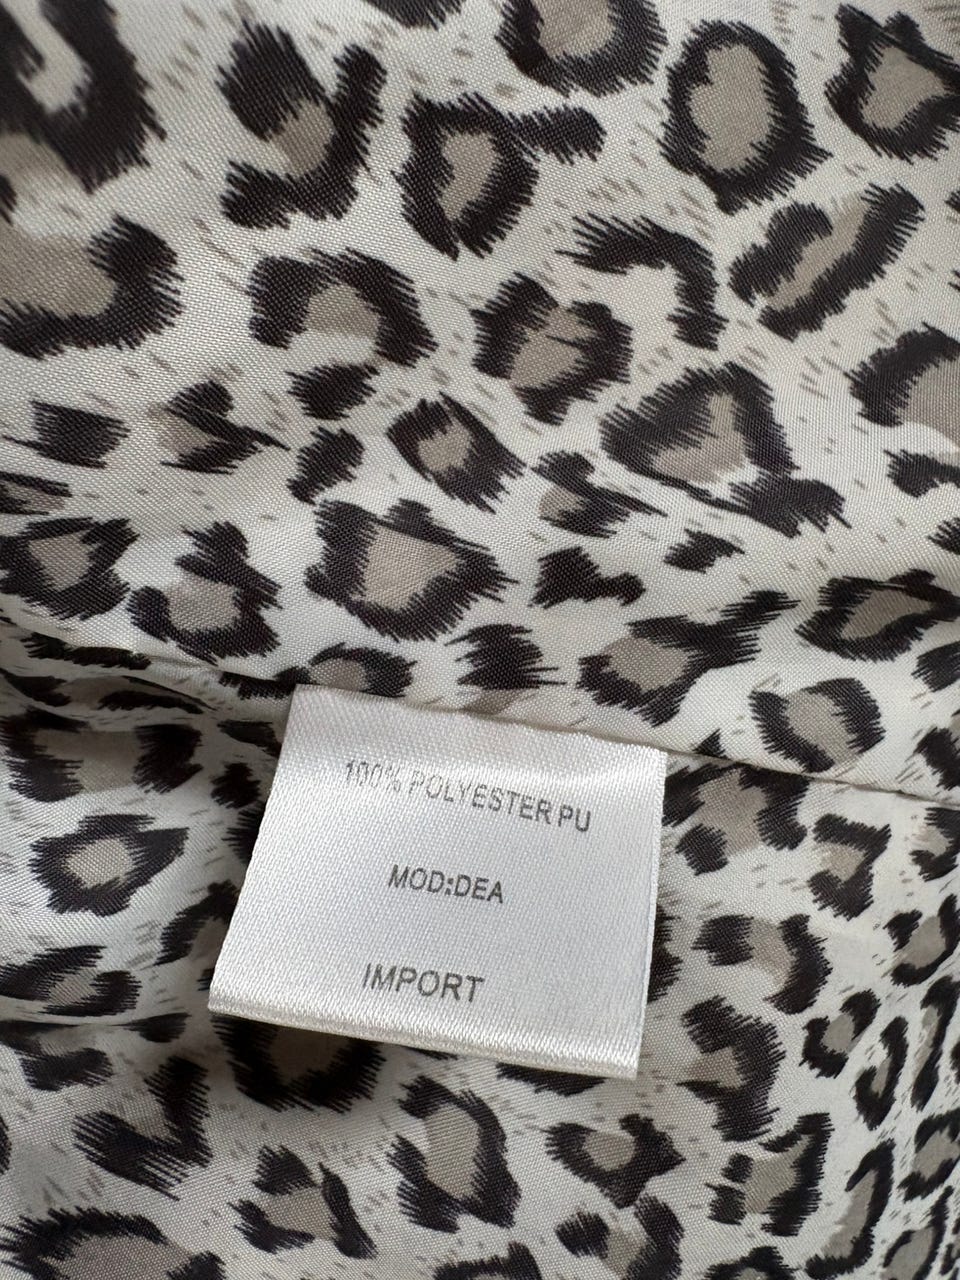 100% POLYESTER PU
MOD:DEA
IMPORT